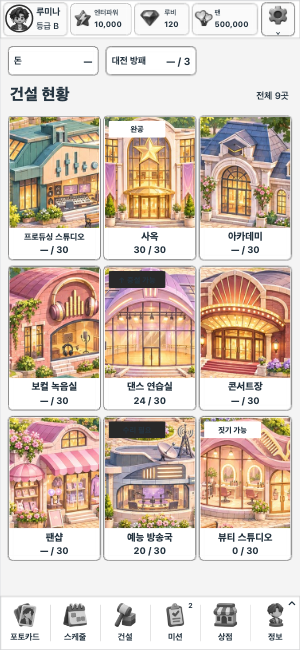 루미나
등급 B
엔터파워
10,000
루비
120
팬
500,000
돈 — 
대전 방패 — / 3
건설 현황
전체 9곳
완공
프로듀싱 스튜디오
— / 30
사옥
30 / 30
아카데미
— / 30
보컬 녹음실
— / 30
댄스 연습실
24 / 30
콘서트장
— / 30
짓기 가능
팬샵
— / 30
예능 방송국
20 / 30
뷰티 스튜디오
0 / 30
2
포토카드
스케줄
건설
미션
상점
정보